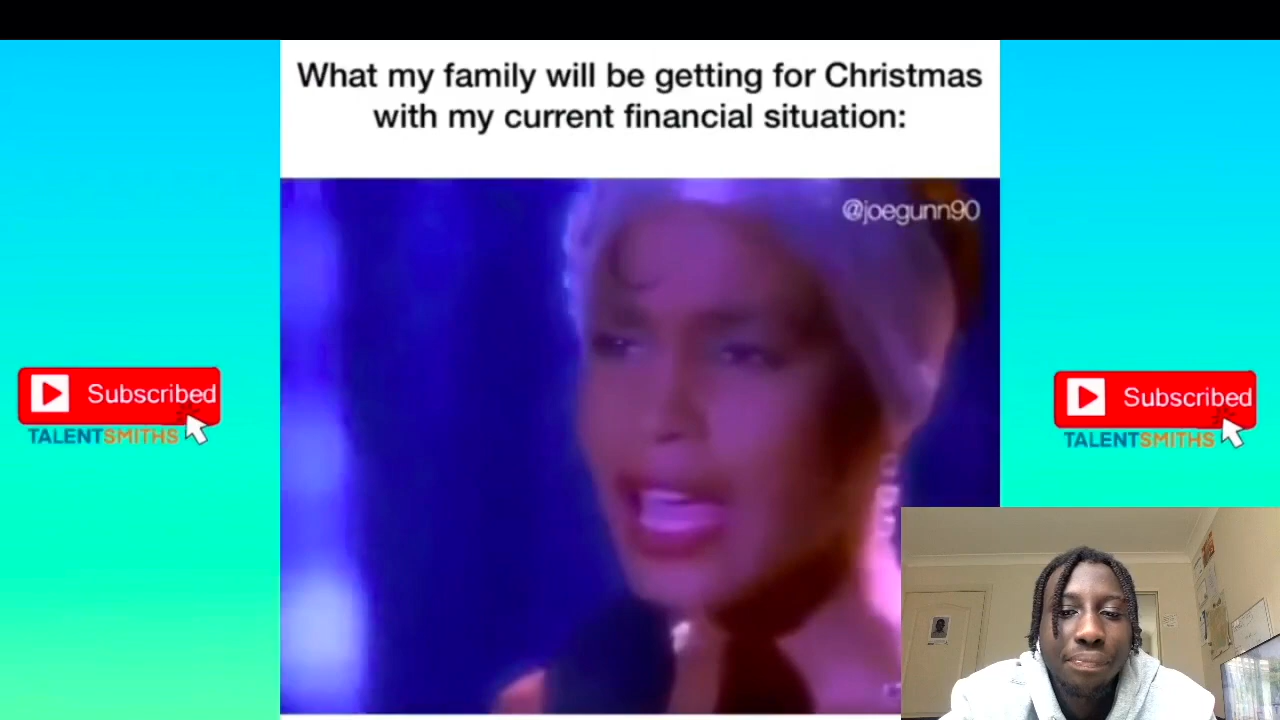 What my family will be getting for Christmas
with my current financial situation:
@joegunn90
Subscribed
TALENTSMITHS
Subscribed
TALENTSMITHS